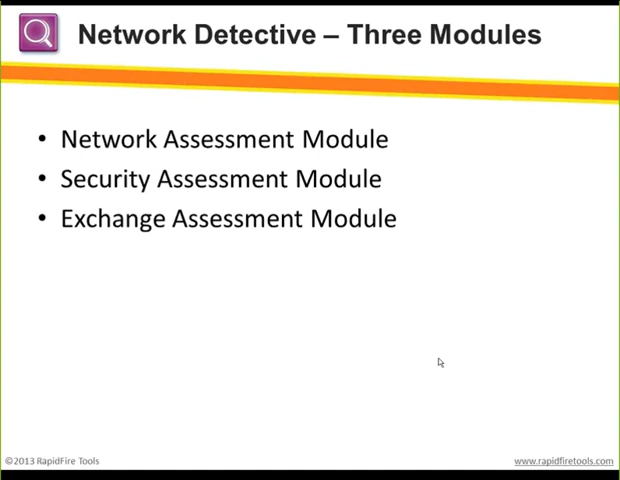 Network Detective – Three Modules
• Network Assessment Module
• Security Assessment Module
• Exchange Assessment Module
©2013 RapidFire Tools
www.rapidfiretools.com